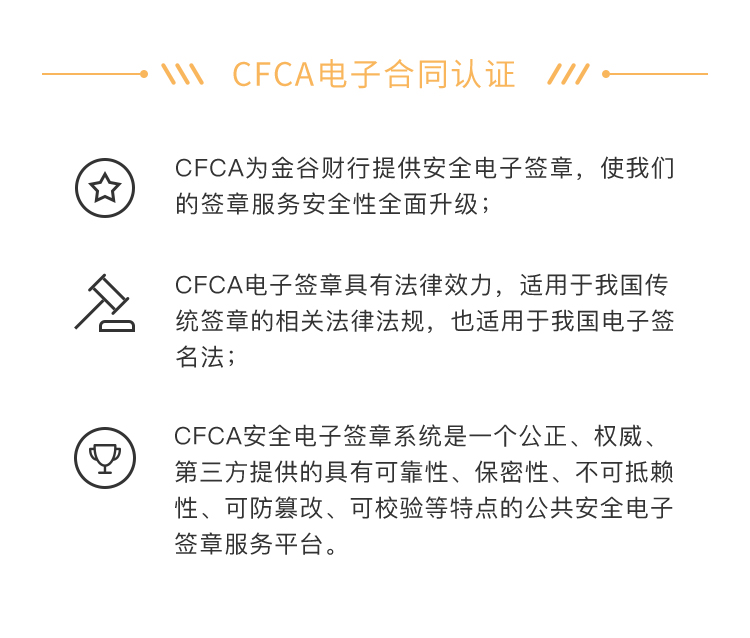 CFCA电子合同认证
CFCA为金谷财行提供安全电子签章，使我们
的签章服务安全性全面升级；
CFCA电子签章具有法律效力，适用于我国传
统签章的相关法律法规，也适用于我国电子签
名法；
CFCA安全电子签章系统是一个公正、权威、
第三方提供的具有可靠性、保密性、不可抵赖
性、可防篡改、可校验等特点的公共安全电子
签章服务平台。